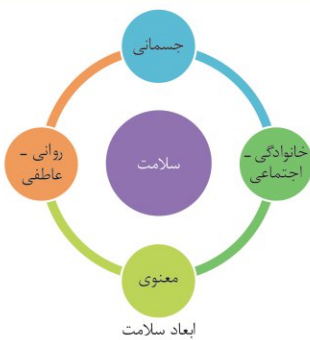 جسمانی
خانوادگی ـ
اجتماعی
سلامت
روانی ـ
عاطفی
معنوی
ابعاد سلامت